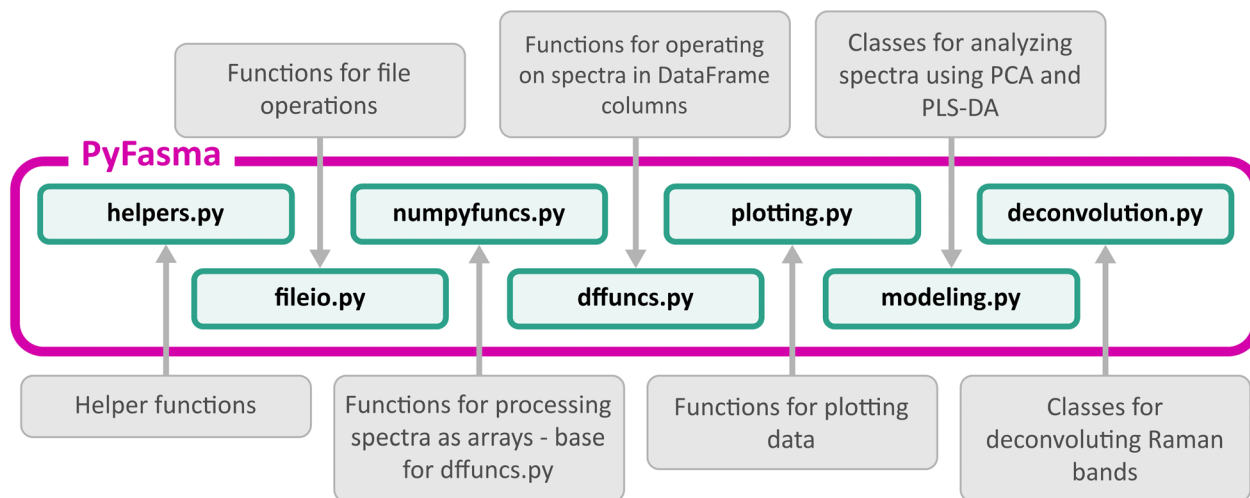 Functions for file
operations
Functions for operating
on spectra in DataFrame
columns
Classes for analyzing
spectra using PCA and
PLS-DA
PyFasma
helpers.py
numpyfuncs.py
plotting.py
deconvolution.py
fileio.py
dffuncs.py
modeling.py
Helper functions
Functions for processing
spectra as arrays - base
for dffuncs.py
Functions for plotting
data
Classes for
deconvoluting Raman
bands